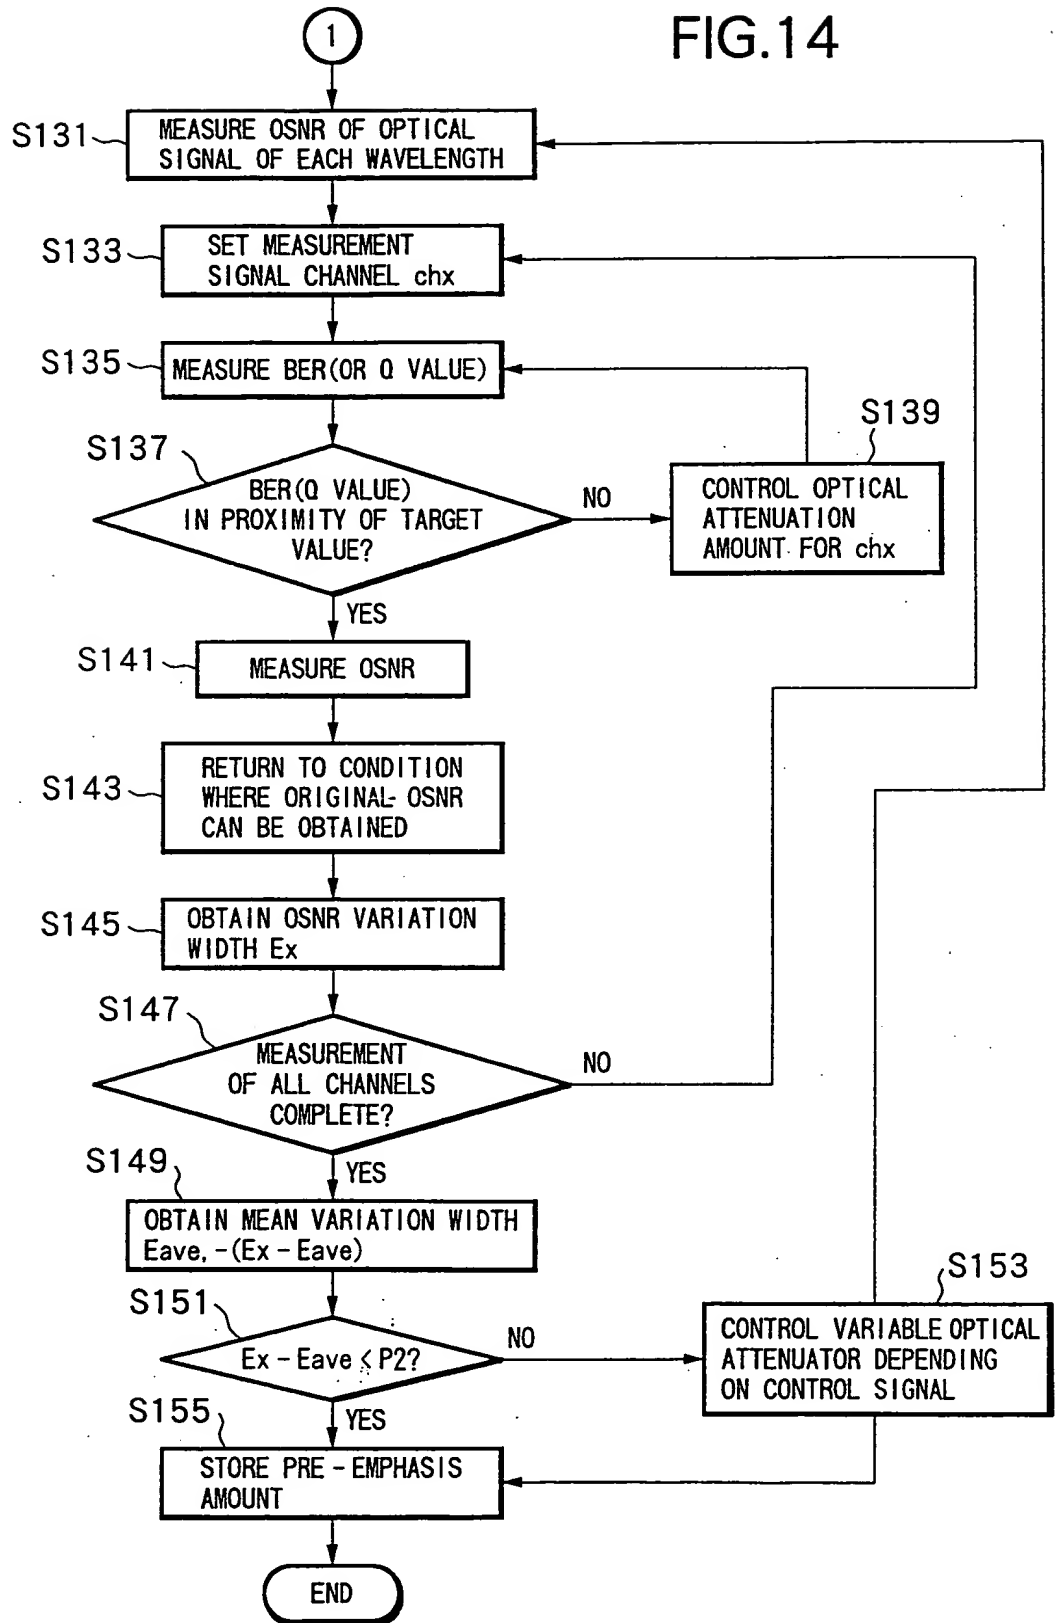 FIG.14
1
S131
MEASURE OSNR OF OPTICAL
SIGNAL OF EACH WAVELENGTH
S133
SET MEASUREMENT
SIGNAL CHANNEL chx
S135
MEASURE BER(OR Q VALUE)
S137
BER(Q VALUE)
IN PROXIMITY OF TARGET
VALUE?
NO
YES
S139
CONTROL OPTICAL
ATTENUATION
AMOUNT FOR chx
S141
MEASURE OSNR
S143
RETURN TO CONDITION
WHERE ORIGINAL OSNR
CAN BE OBTAINED
S145
OBTAIN OSNR VARIATION
WIDTH Ex
S147
MEASUREMENT
OF ALL CHANNELS
COMPLETE?
NO
YES
S149
OBTAIN MEAN VARIATION WIDTH
Eave, -(Ex - Eave)
S151
Ex - Eave < P2?
NO
YES
S153
CONTROL VARIABLE OPTICAL
ATTENUATOR DEPENDING
ON CONTROL SIGNAL
S155
STORE PRE - EMPHASIS
AMOUNT
END